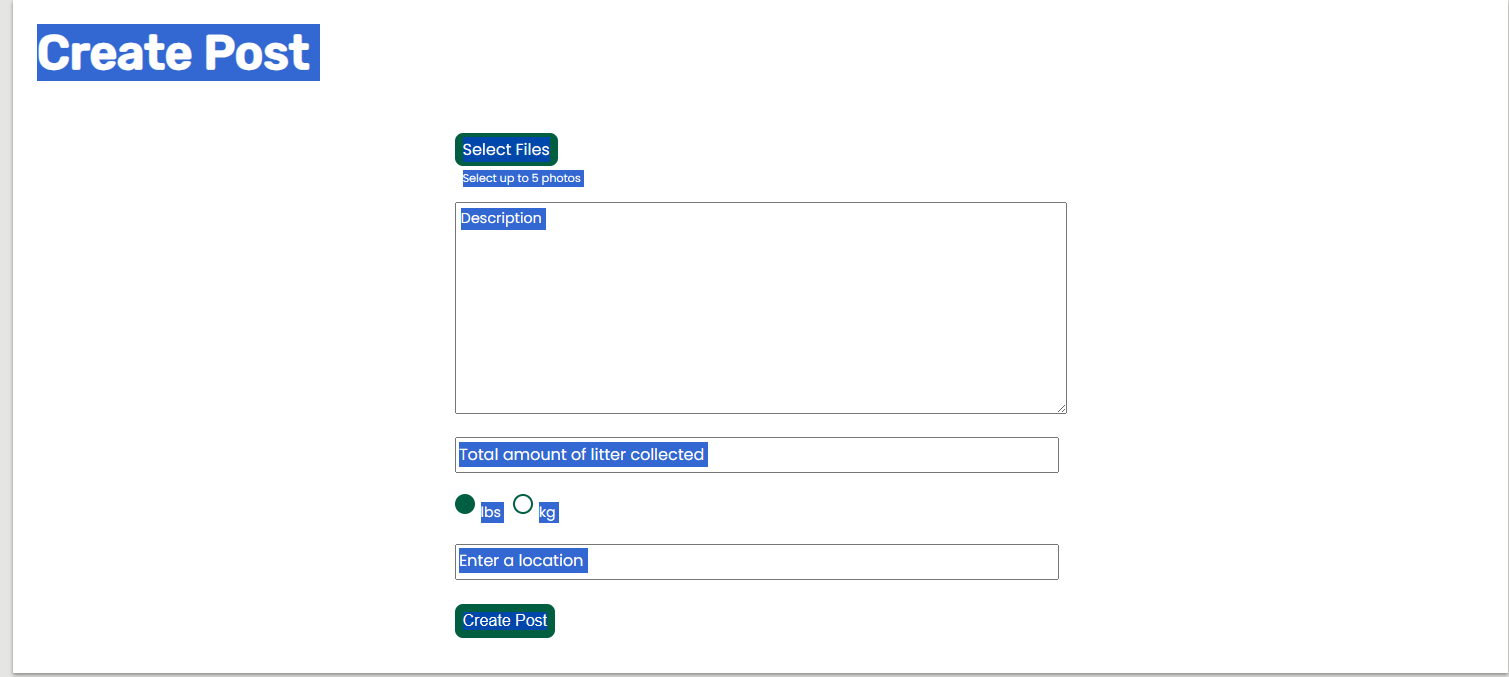 Create Post
Select Files
Select up to 5 photos
Description
Total amount of litter collected
lbs kg
Enter a location
Create Post